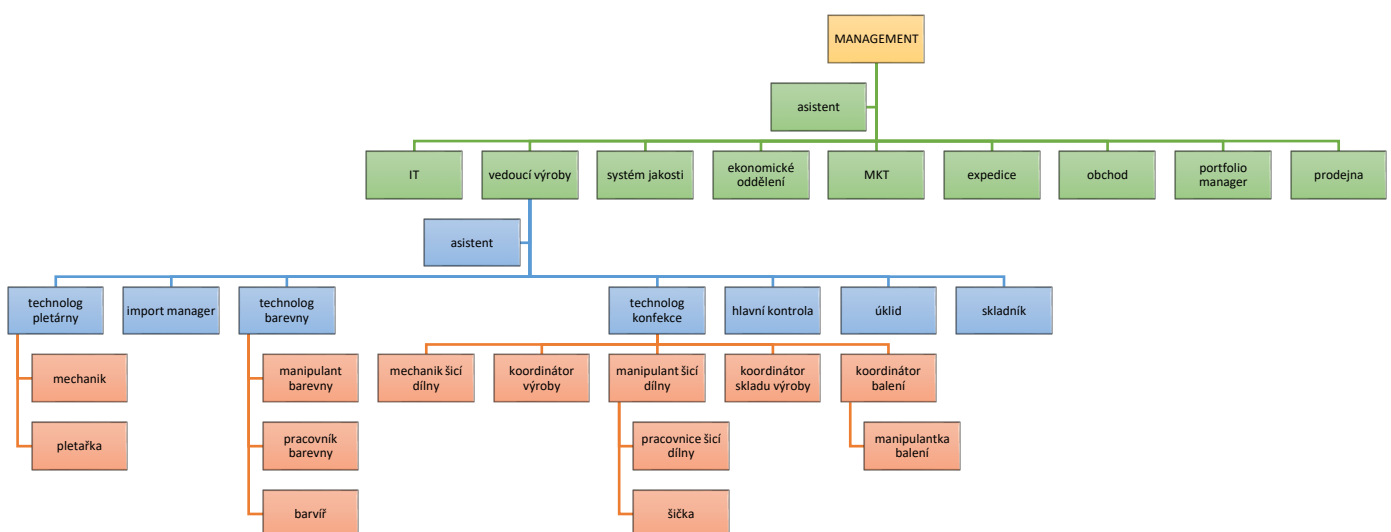 MANAGEMENT
asistent
IT
vedoucí výroby
systém jakosti
ekonomické
oddělení
MKT
expedice
obchod
portfolio
manager
prodejna
asistent
technolog
pletárny
import manager
technolog
barevny
technolog
konfekce
hlavní kontrola
úklid
skladník
mechanik
manipulant
barevny
mechanik šicí
dílny
koordinátor
výroby
manipulant šicí
dílny
koordinátor
skladu výroby
koordinátor
balení
pletařka
pracovník
barevny
pracovnice šicí
dílny
manipulantka
balení
barvíř
šička